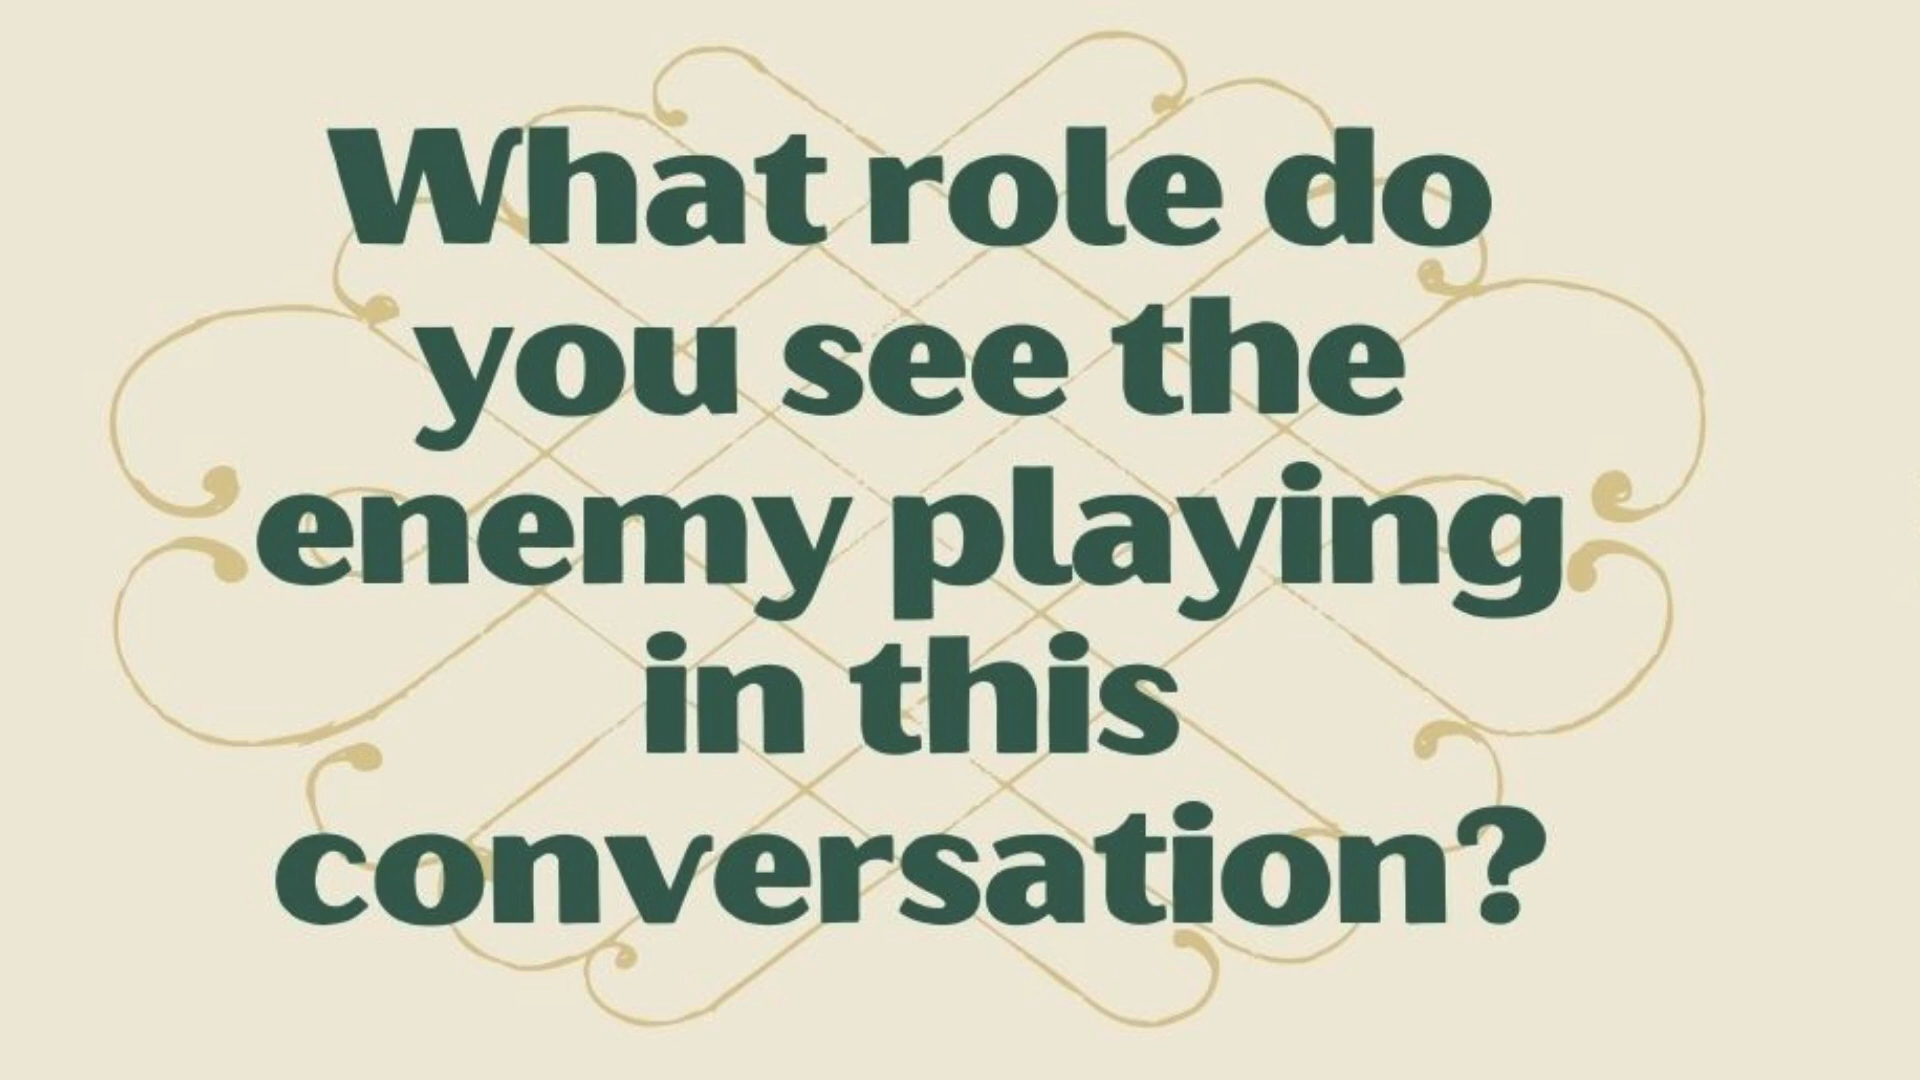 What role do
you see the
enemy playing
in this
conversation?